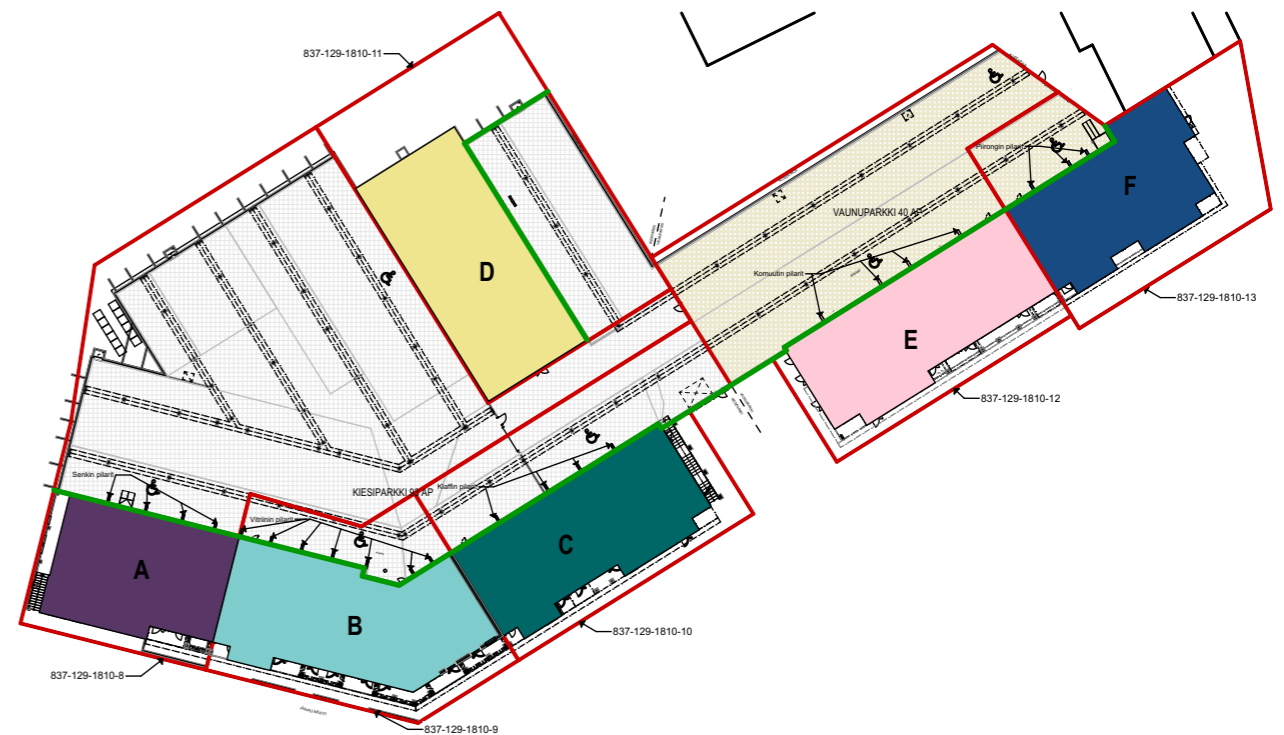 837-129-1810-11
Piirongin pilarit
VAUNUPARKKI 40 AP
F
D
Komuutin pilarit
837-129-1810-13
E
837-129-1810-12
Senkin pilarit
Klaffin pilarit
KIESIPARKKI 9 AP
Vitriinin pilarit
C
A
B
837-129-1810-10
837-129-1810-8
837-129-1810-9